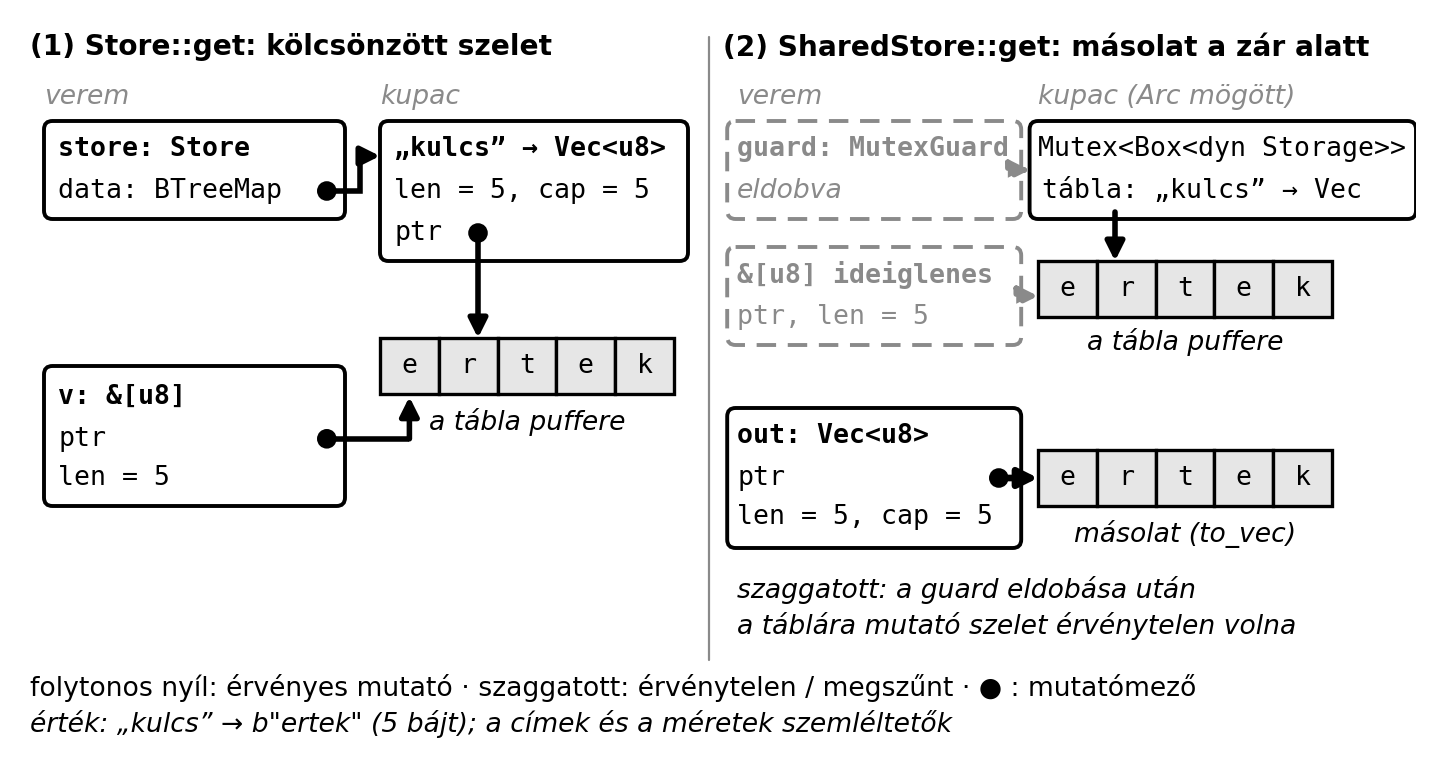 (1) Store::get: kölcsönzött szelet
verem
kupac
store: Store
data: BTreeMap
„kulcs” → Vec<u8>
len = 5, cap = 5
ptr
e r t e k
a tábla puffere
v: &[u8]
ptr
len = 5
(2) SharedStore::get: másolat a zár alatt
verem
kupac (Arc mögött)
guard: MutexGuard
eldobva
Mutex<Box<dyn Storage>>
tábla: „kulcs” → Vec
&[u8] ideiglenes
ptr, len = 5
e r t e k
a tábla puffere
out: Vec<u8>
ptr
len = 5, cap = 5
e r t e k
másolat (to_vec)
szaggatott: a guard eldobása után
a táblára mutató szelet érvénytelen volna
folytonos nyíl: érvényes mutató · szaggatott: érvénytelen / megszűnt · ● : mutatómező
érték: „kulcs” → b"ertek" (5 bájt); a címek és a méretek szemléltetők